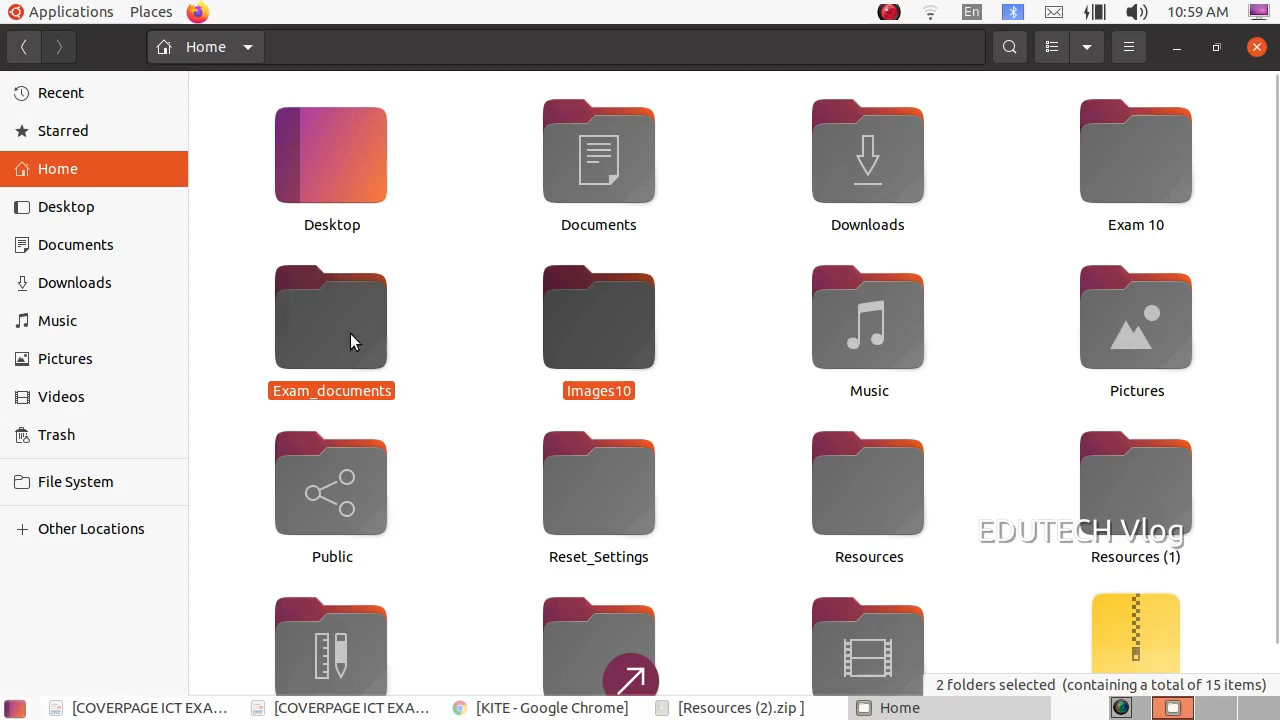 Applications Places En 10:59 AM
Home
Recent
Starred
Home
Desktop
Documents
Downloads
Music
Pictures
Videos
Trash
File System
Other Locations
Desktop Documents Downloads Exam 10
Exam_documents Images10 Music Pictures
Public Reset_Settings Resources Resources (1)
EDUTECH Vlog
2 folders selected (containing a total of 15 items)
[COVERPAGE ICT EXA... [COVERPAGE ICT EXA... [KITE - Google Chrome] [Resources (2).zip ] Home